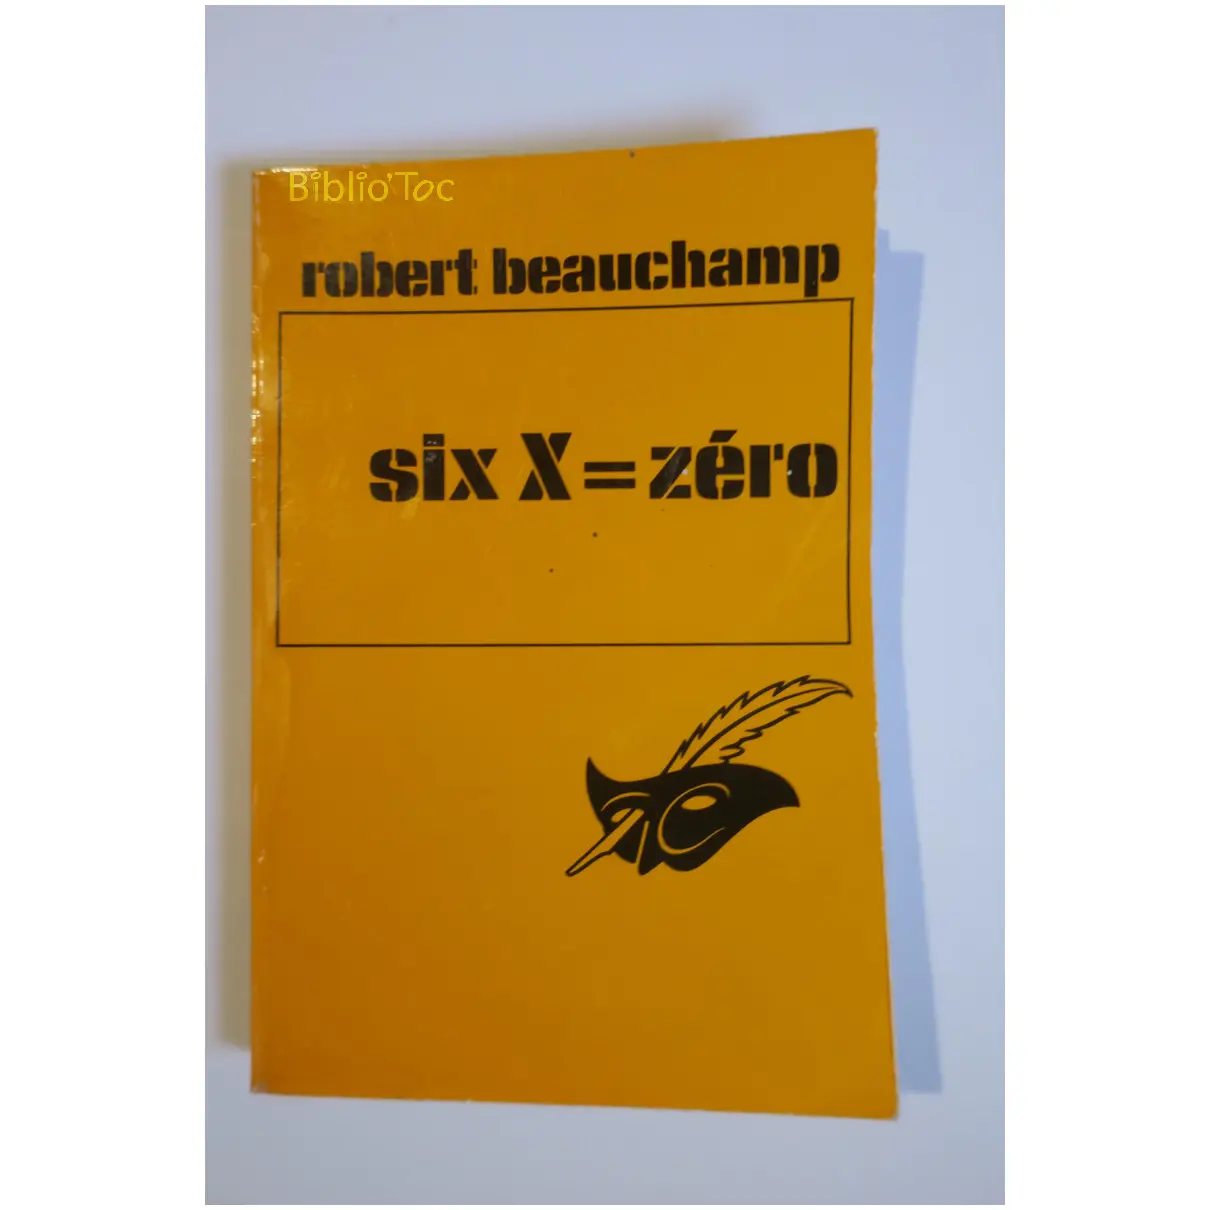 Biblio'Toc
robert beauchamp
six X=zéro